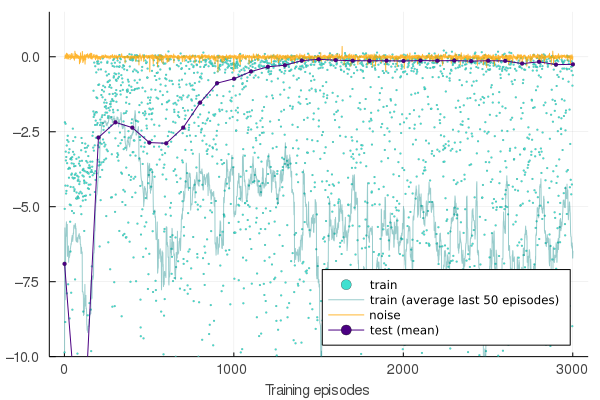 0.0
−2.5
−5.0
−7.5
−10.0
0
1000
2000
3000
Training episodes
train
train (average last 50 episodes)
noise
test (mean)